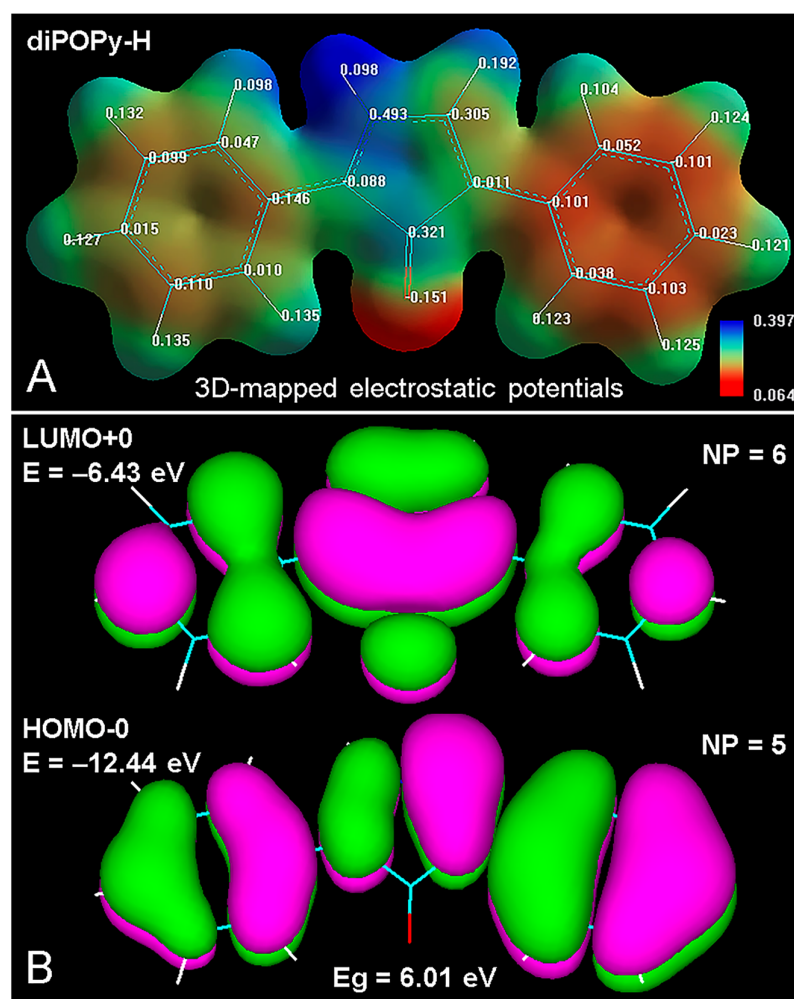 diPOPy-H
0.098
0.192
0.098
0.132
0.104
0.124
0.493
0.305
0.047
0.052
0.099
0.101
-0.088
-0.011
-0.146
-0.101
-0.015
0.321
-0.023
0.127
0.121
-0.010
-0.038
-0.110
-0.103
-0.151
0.135
0.123
0.135
0.125
0.397
0.064
A
3D-mapped electrostatic potentials
LUMO+0
E = –6.43 eV
NP = 6
HOMO-0
E = –12.44 eV
NP = 5
B
Eg = 6.01 eV